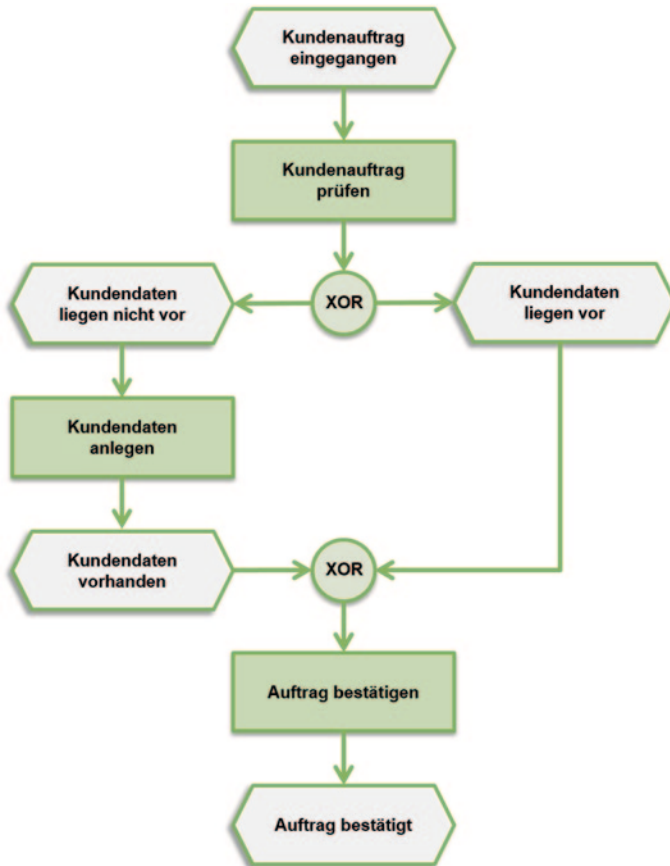 Kundenauftrag
eingegangen
Kundenauftrag
prüfen
Kundendaten
liegen nicht vor
XOR
Kundendaten
liegen vor
Kundendaten
anlegen
Kundendaten
vorhanden
XOR
Auftrag bestätigen
Auftrag bestätigt